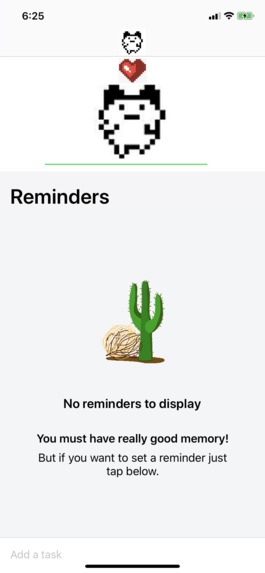 6:25
Reminders
No reminders to display
You must have really good memory!
But if you want to set a reminder just
tap below.
Add a task